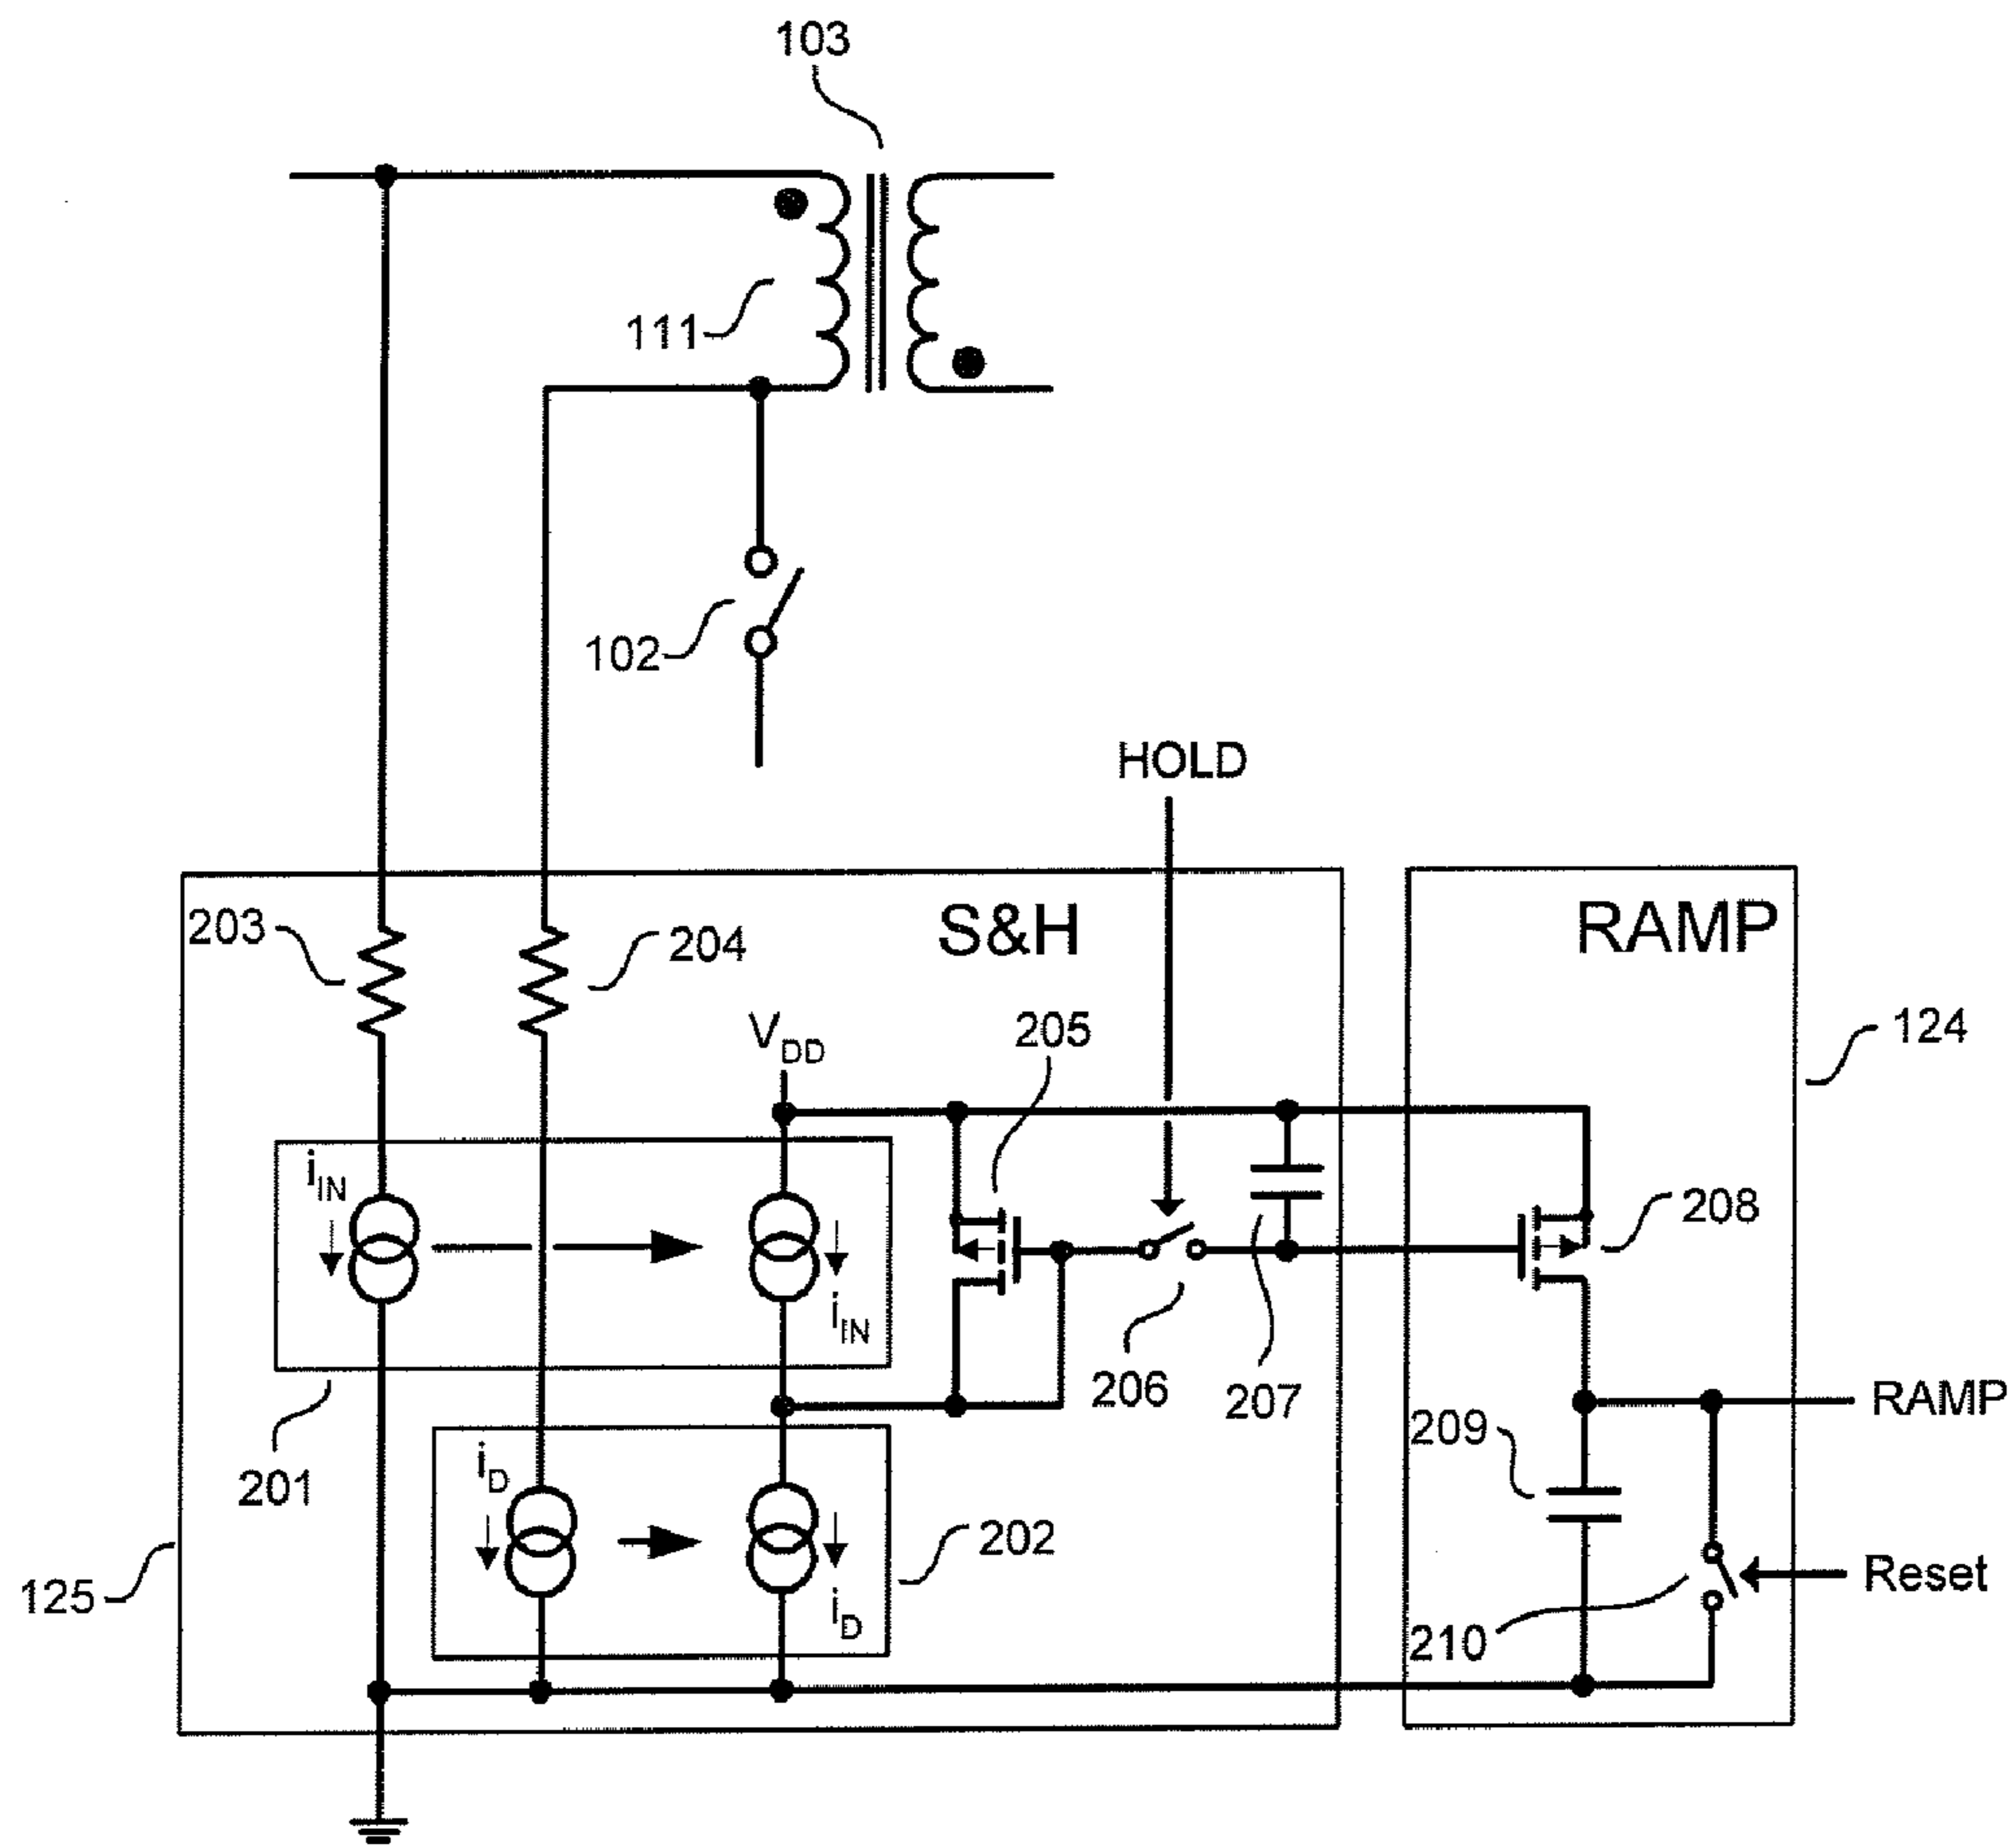 103
111
102
HOLD
S&H
RAMP
203
204
205
124
VDD
iIN
iIN
208
206
207
RAMP
209
201
iD
iD
202
125
Reset
210